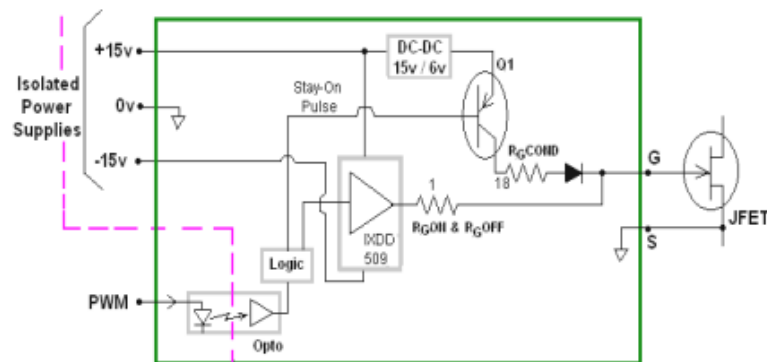 +15v
DC-DC
15v / 6v
Q1
Isolated
Power
Supplies
0v
Stay-On
Pulse
-15v
RGCOND
18
G
1
RGON & RGOFF
IXDD
509
S
JFET
Logic
PWM
Opto